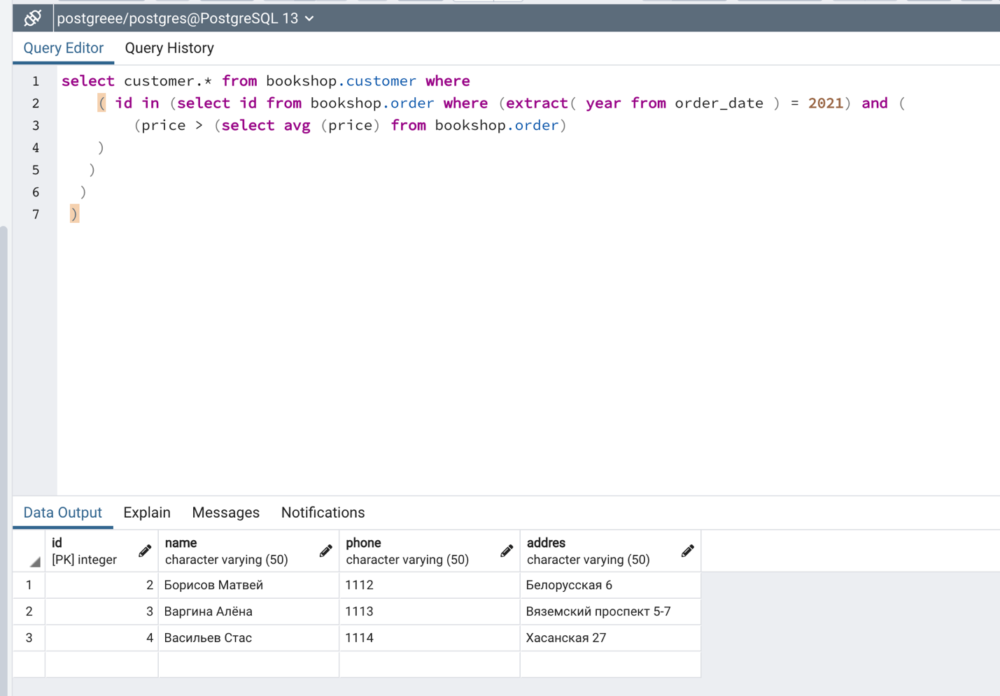 postgreee/postgres@PostgreSQL 13
Query Editor Query History
1 select customer.* from bookshop.customer where
2 ( id in (select id from bookshop.order where (extract( year from order_date ) = 2021) and (
3 (price > (select avg (price) from bookshop.order)
4 )
5 )
6 )
7 )
Data Output Explain Messages Notifications
id name phone addres
[PK] integer character varying (50) character varying (50) character varying (50)
1 2 Борисов Матвей 1112 Белорусская 6
2 3 Варгина Алёна 1113 Вяземский проспект 5-7
3 4 Васильев Стас 1114 Хасанская 27